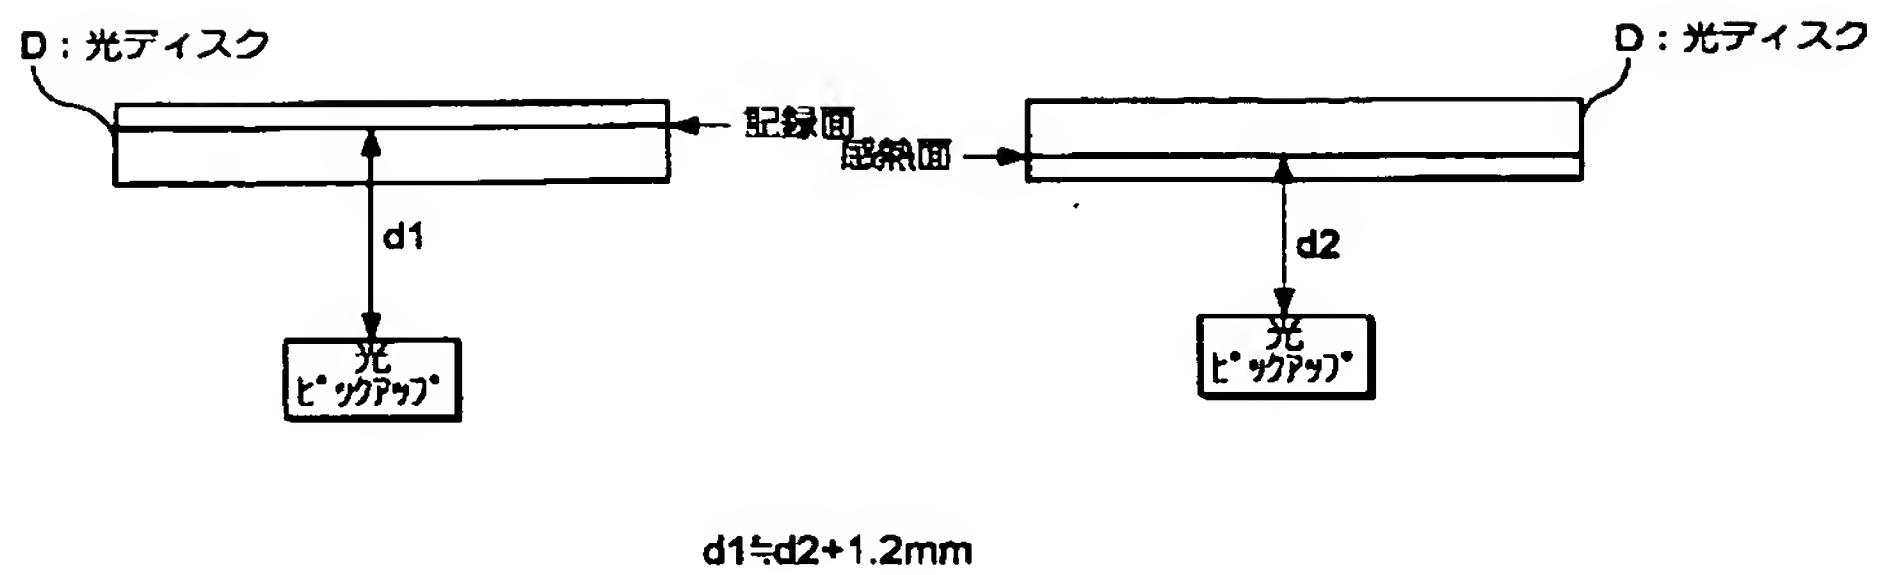 D：光ディスク
D：光ディスク
記録面
感熱面
d1
d2
光
ピックアップ
光
ピックアップ
d1≒d2+1.2mm